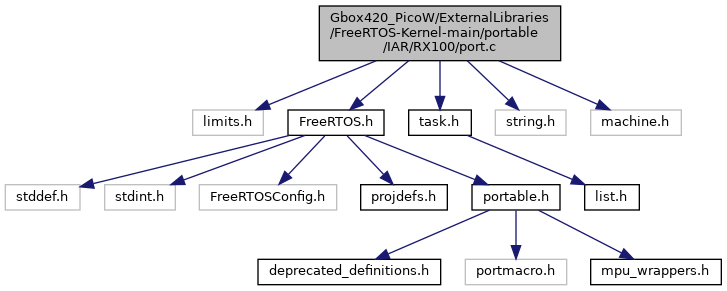 Gbox420_PicoW/ExternalLibraries
/FreeRTOS-Kernel-main/portable
/IAR/RX100/port.c
limits.h
FreeRTOS.h
task.h
string.h
machine.h
stddef.h
stdint.h
FreeRTOSConfig.h
projdefs.h
portable.h
list.h
deprecated_definitions.h
portmacro.h
mpu_wrappers.h